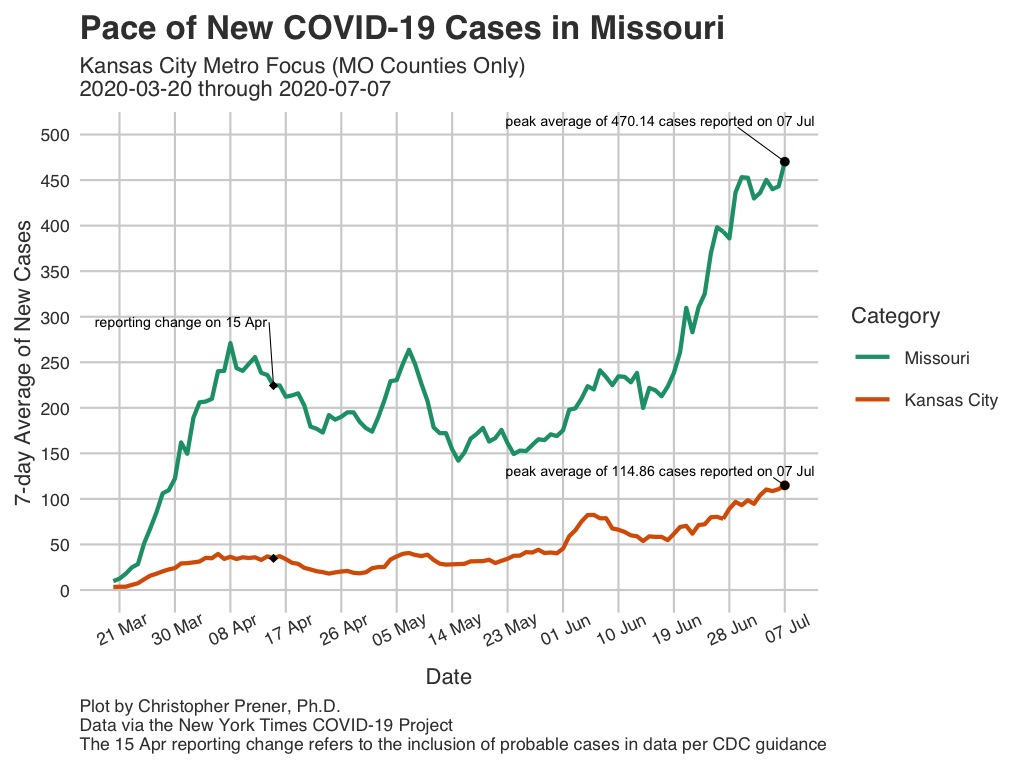 Pace of New COVID-19 Cases in Missouri
Kansas City Metro Focus (MO Counties Only)
2020-03-20 through 2020-07-07
peak average of 470.14 cases reported on 07 Jul
reporting change on 15 Apr
peak average of 114.86 cases reported on 07 Jul
7-day Average of New Cases
500
450
400
350
300
250
200
150
100
50
0
21 Mar
30 Mar
08 Apr
17 Apr
26 Apr
05 May
14 May
23 May
01 Jun
10 Jun
19 Jun
28 Jun
07 Jul
Date
Category
Missouri
Kansas City
Plot by Christopher Prener, Ph.D.
Data via the New York Times COVID-19 Project
The 15 Apr reporting change refers to the inclusion of probable cases in data per CDC guidance